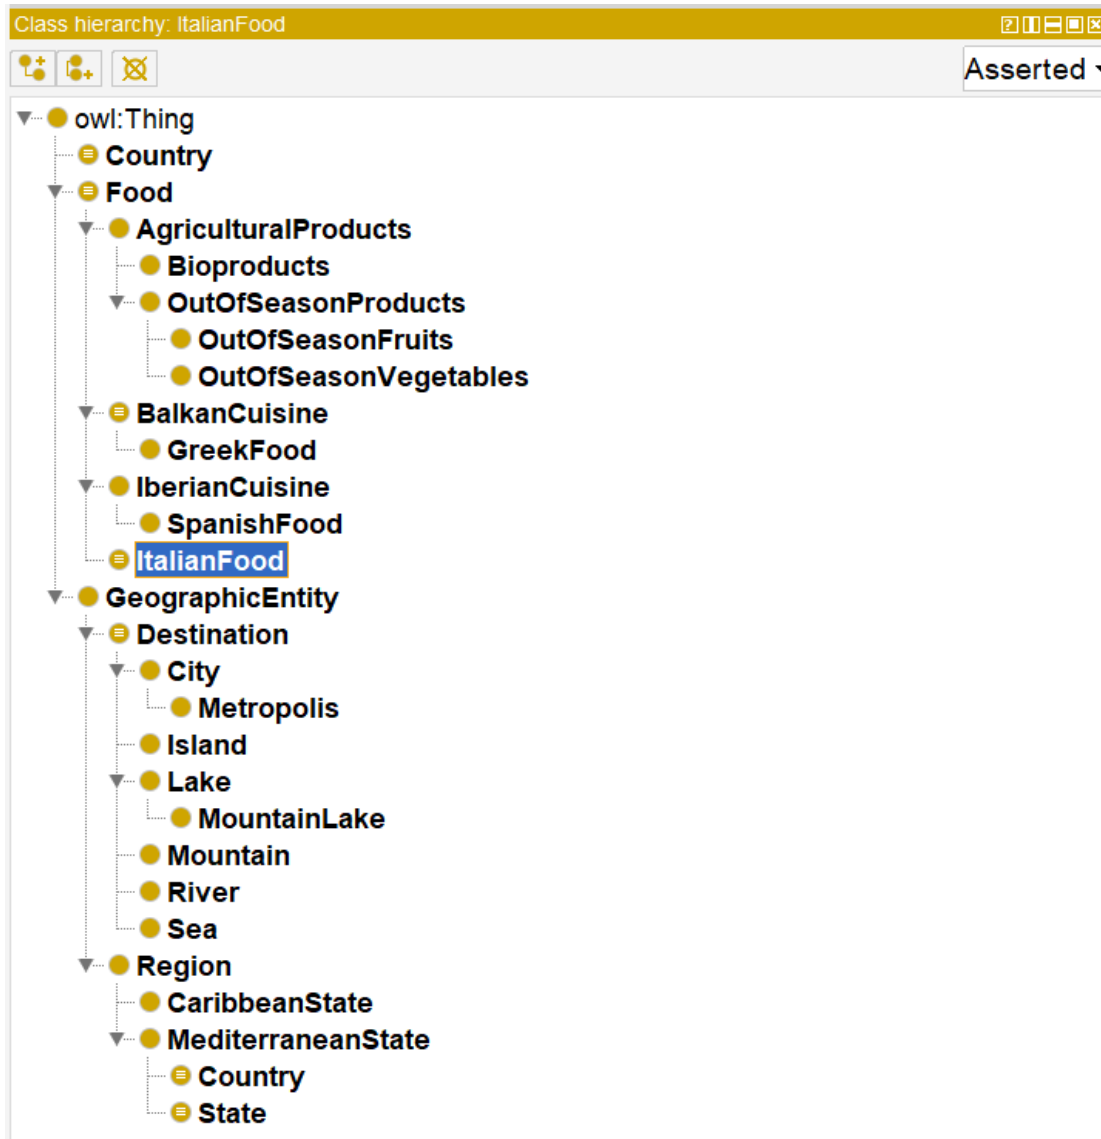 Class hierarchy: ItalianFood
Asserted
owl:Thing
Country
Food
AgriculturalProducts
Bioproducts
OutOfSeasonProducts
OutOfSeasonFruits
OutOfSeasonVegetables
BalkanCuisine
GreekFood
IberianCuisine
SpanishFood
ItalianFood
GeographicEntity
Destination
City
Metropolis
Island
Lake
MountainLake
Mountain
River
Sea
Region
CaribbeanState
MediterraneanState
Country
State